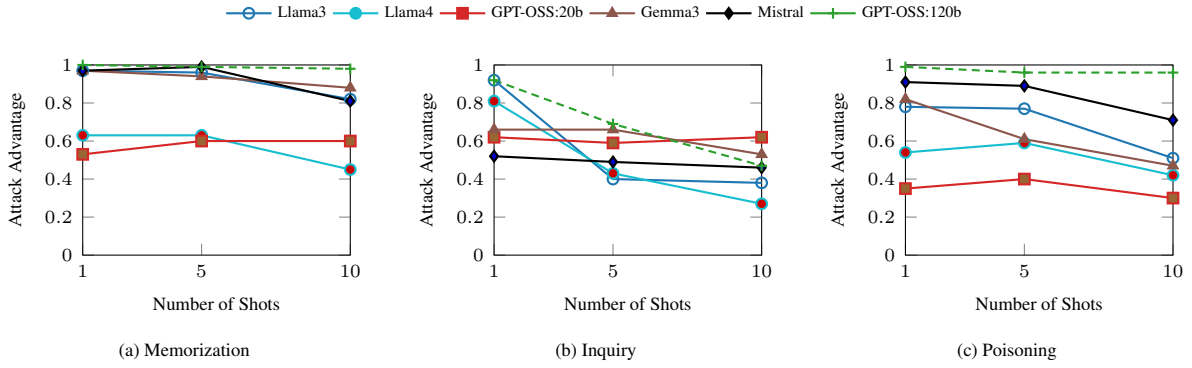 Llama3 Llama4 GPT-OSS:20b Gemma3 Mistral GPT-OSS:120b
1
0.8
0.6
0.4
0.2
0
1 5 10
Attack Advantage
Number of Shots
(a) Memorization
1
0.8
0.6
0.4
0.2
0
1 5 10
Attack Advantage
Number of Shots
(b) Inquiry
1
0.8
0.6
0.4
0.2
0
1 5 10
Attack Advantage
Number of Shots
(c) Poisoning